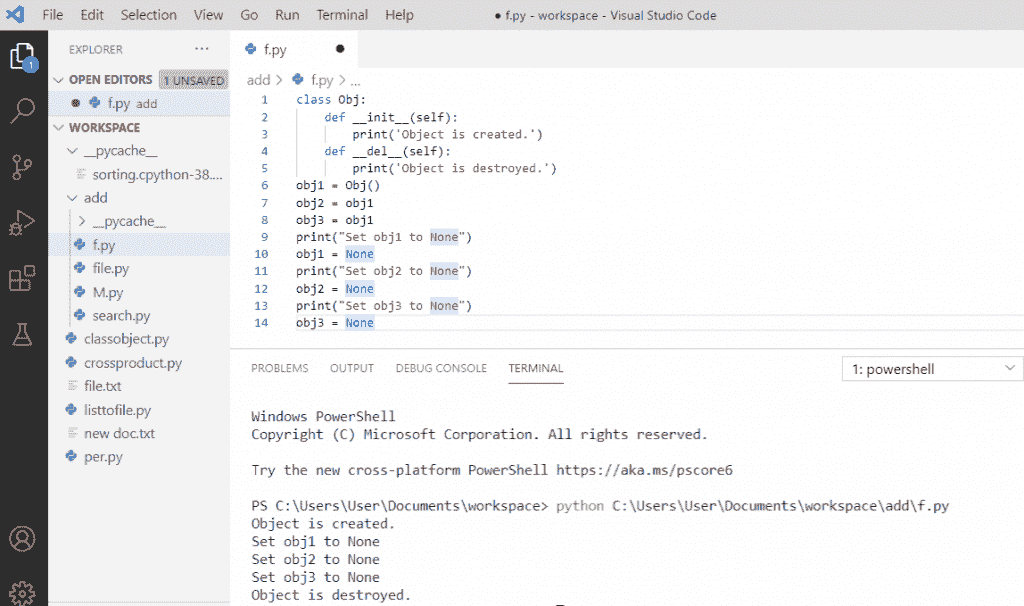 File Edit Selection View Go Run Terminal Help ● f.py - workspace - Visual Studio Code
EXPLORER ...
OPEN EDITORS 1 UNSAVED
f.py add
WORKSPACE
__pycache__
sorting.cpython-38....
add
__pycache__
f.py
file.py
M.py
search.py
classobject.py
crossproduct.py
file.txt
listtofile.py
new doc.txt
per.py
1
f.py
add > f.py > ...
1 class Obj:
2 def __init__(self):
3 print('Object is created.')
4 def __del__(self):
5 print('Object is destroyed.')
6 obj1 = Obj()
7 obj2 = obj1
8 obj3 = obj1
9 print("Set obj1 to None")
10 obj1 = None
11 print("Set obj2 to None")
12 obj2 = None
13 print("Set obj3 to None")
14 obj3 = None
PROBLEMS OUTPUT DEBUG CONSOLE TERMINAL 1: powershell
Windows PowerShell
Copyright (C) Microsoft Corporation. All rights reserved.
Try the new cross-platform PowerShell https://aka.ms/pscore6
PS C:\Users\User\Documents\workspace> python C:\Users\User\Documents\workspace\add\f.py
Object is created.
Set obj1 to None
Set obj2 to None
Set obj3 to None
Object is destroyed.